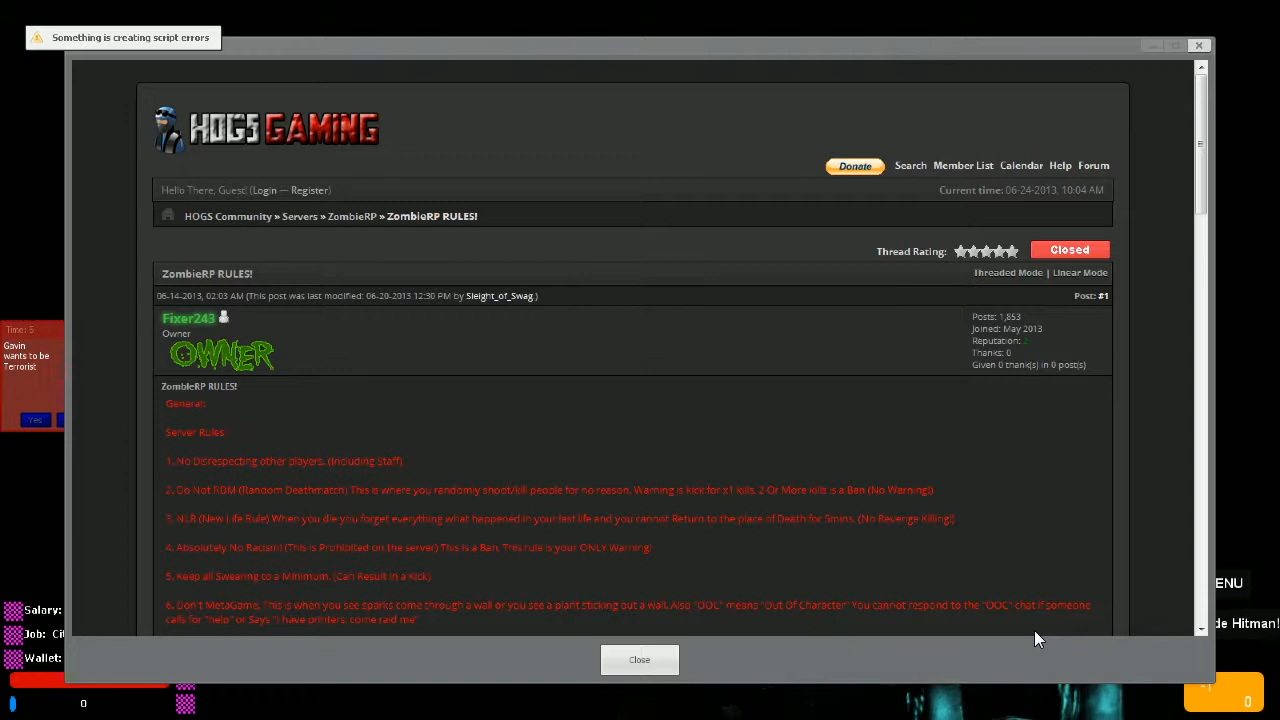 Something is creating script errors
HOGS GAMING
Donate Search Member List Calendar Help Forum
Hello There, Guest! (Login — Register)
Current time: 06-24-2013, 10:04 AM
HOGS Community » Servers » ZombieRP » ZombieRP RULES!
Thread Rating:
Closed
ZombieRP RULES!
Threaded Mode | Linear Mode
06-14-2013, 02:03 AM (This post was last modified: 06-20-2013 12:30 PM by Sleight_of_Swag.)
Post: #1
Fixer243
Owner
OWNER
Posts: 1,853
Joined: May 2013
Reputation: 2
Thanks: 0
Given 0 thank(s) in 0 post(s)
ZombieRP RULES!
General:
Server Rules
1. No Disrespecting other players. (Including Staff)
2. Do Not RDM (Random Deathmatch) This is where you randomly shoot/kill people for no reason. Warning is kick for x1 kills, 2 Or More kills is a Ban (No Warning!)
3. NLR (New Life Rule) When you die you forget everything what happened in your last life and you cannot Return to the place of Death for 5mins. (No Revenge Killing!)
4. Absolutely No Racism! (This is Prohibited on the server) This is a Ban. This rule is your ONLY Warning!
5. Keep all Swearing to a Minimum. (Can Result in a Kick)
6. Don't MetaGame. This is when you see sparks come through a wall or you see a plant sticking out a wall. Also "OOC" means "Out Of Character" You cannot respond to the "OOC" chat if someone
calls for "help" or Says "I have printers, come raid me"
Close
Time: 5
Gavin
wants to be
Terrorist
Yes
Salary:
Job: Cit
Wallet:
0
ENU
de Hitman!
0